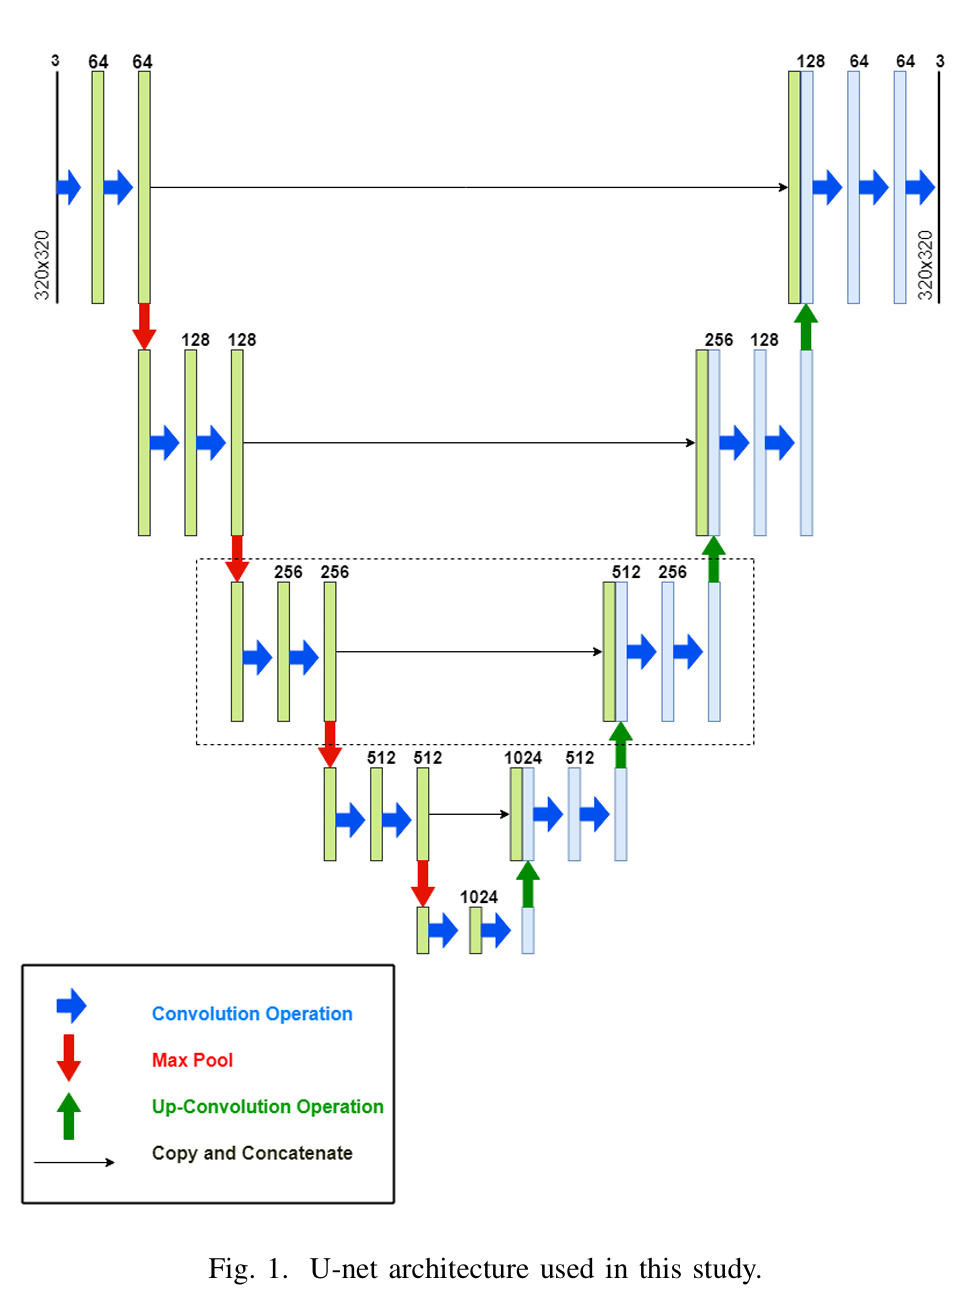 3 64 64 128 64 64 3
320x320 320x320
128 128 256 128
256 256 512 256
512 512 1024 512
1024
Convolution Operation
Max Pool
Up-Convolution Operation
Copy and Concatenate
Fig. 1. U-net architecture used in this study.